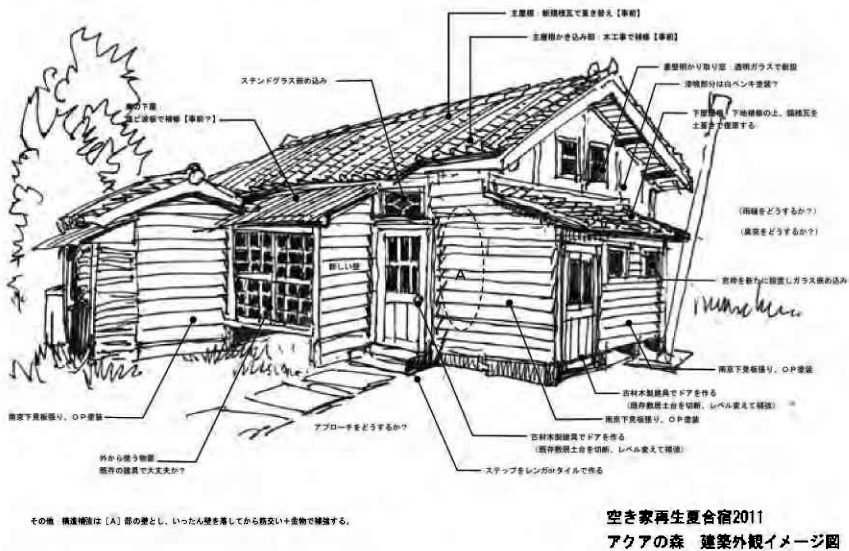 主屋根：新規桟瓦で葺き替え【事前】
主屋根かき込み部：木工事で補修【事前】
妻壁明かり取り窓：透明ガラスで新設
ステンドグラス嵌め込み
漆喰部分は白ペンキ塗装？
の下屋
波板で補修【事前？】
下地補修の上、桟瓦を
土葺きで復旧する
（雨樋をどうするか？）
（臭突をどうするか？）
新しい壁
A
窓枠を新たに設置しガラス嵌め込み
南京下見板張り、OP塗装
古材木製建具でドアを作る
（既存敷居土台を切断、レベル変えて補強）
南京下見板張り、OP塗装
南京下見板張り、OP塗装
アプローチをどうするか？
古材木製建具でドアを作る
（既存敷居土台を切断、レベル変えて補強）
外から使う物置
既存の建具で大丈夫か？
ステップをレンガorタイルで作る
その他：構造補強は［A］部の壁とし、いったん壁を落してから筋交い＋金物で補強する。
空き家再生夏合宿2011
アクアの森　建築外観イメージ図